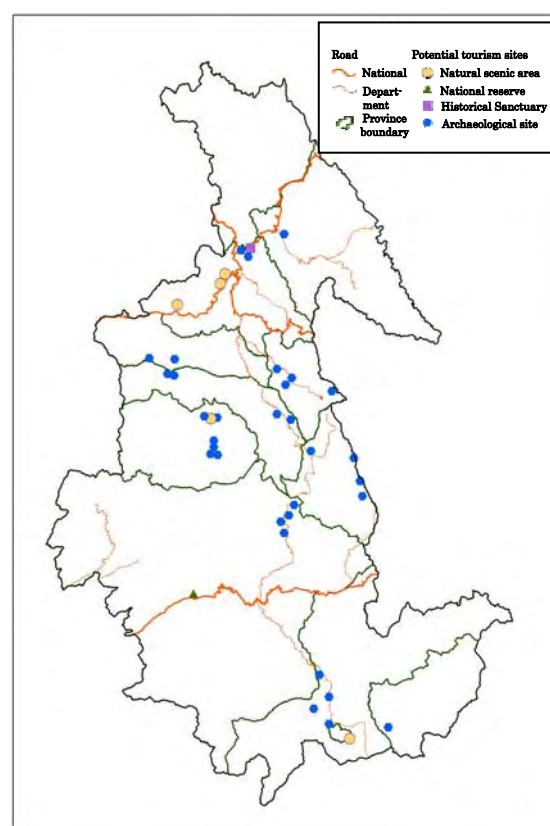 Road
National
Depart-
ment
Province
boundary
Potential tourism sites
Natural scenic area
National reserve
Historical Sanctuary
Archaeological site